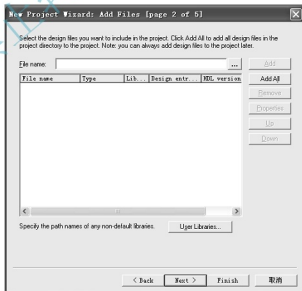 New Project Wizard: Add Files [page 2 of 5]
Select the design files you want to include in the project. Click Add All to add all design files in the
project directory to the project. Note: you can always add design files to the project later.
File name:
...
Add
File name Type Lib... Design entr... HDL version
Add All
Remove
Properties
Up
Down
Specify the path names of any non-default libraries. User Libraries...
< Back Next > Finish 取消